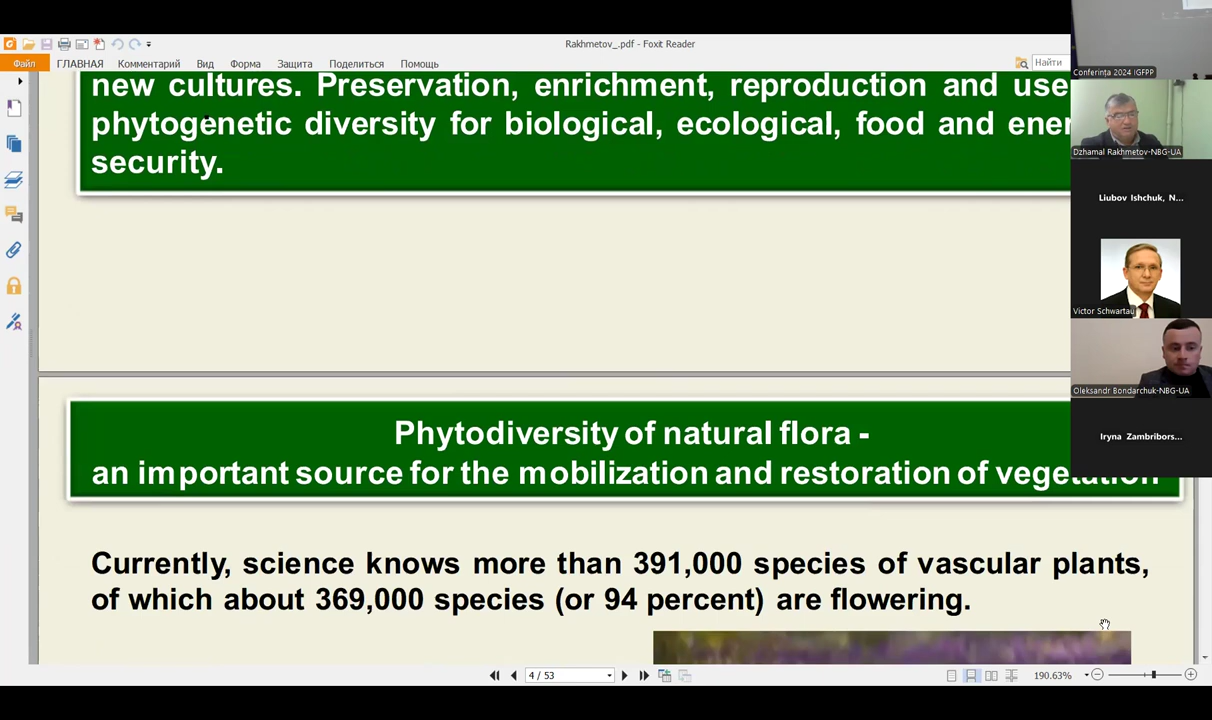 Rakhmetov_.pdf - Foxit Reader
Файл ГЛАВНАЯ Комментарий Вид Форма Защита Поделиться Помощь
Найти
new cultures. Preservation, enrichment, reproduction and use
phytogenetic diversity for biological, ecological, food and ener
security.
Phytodiversity of natural flora -
an important source for the mobilization and restoration of vegetation
Currently, science knows more than 391,000 species of vascular plants,
of which about 369,000 species (or 94 percent) are flowering.
4 / 53
190.63%
Conferința 2024 IGFPP
Dzhamal Rakhmetov-NBG-UA
Liubov Ishchuk, N...
Victor Schwartau
Oleksandr Bondarchuk-NBG-UA
Iryna Zambribors...